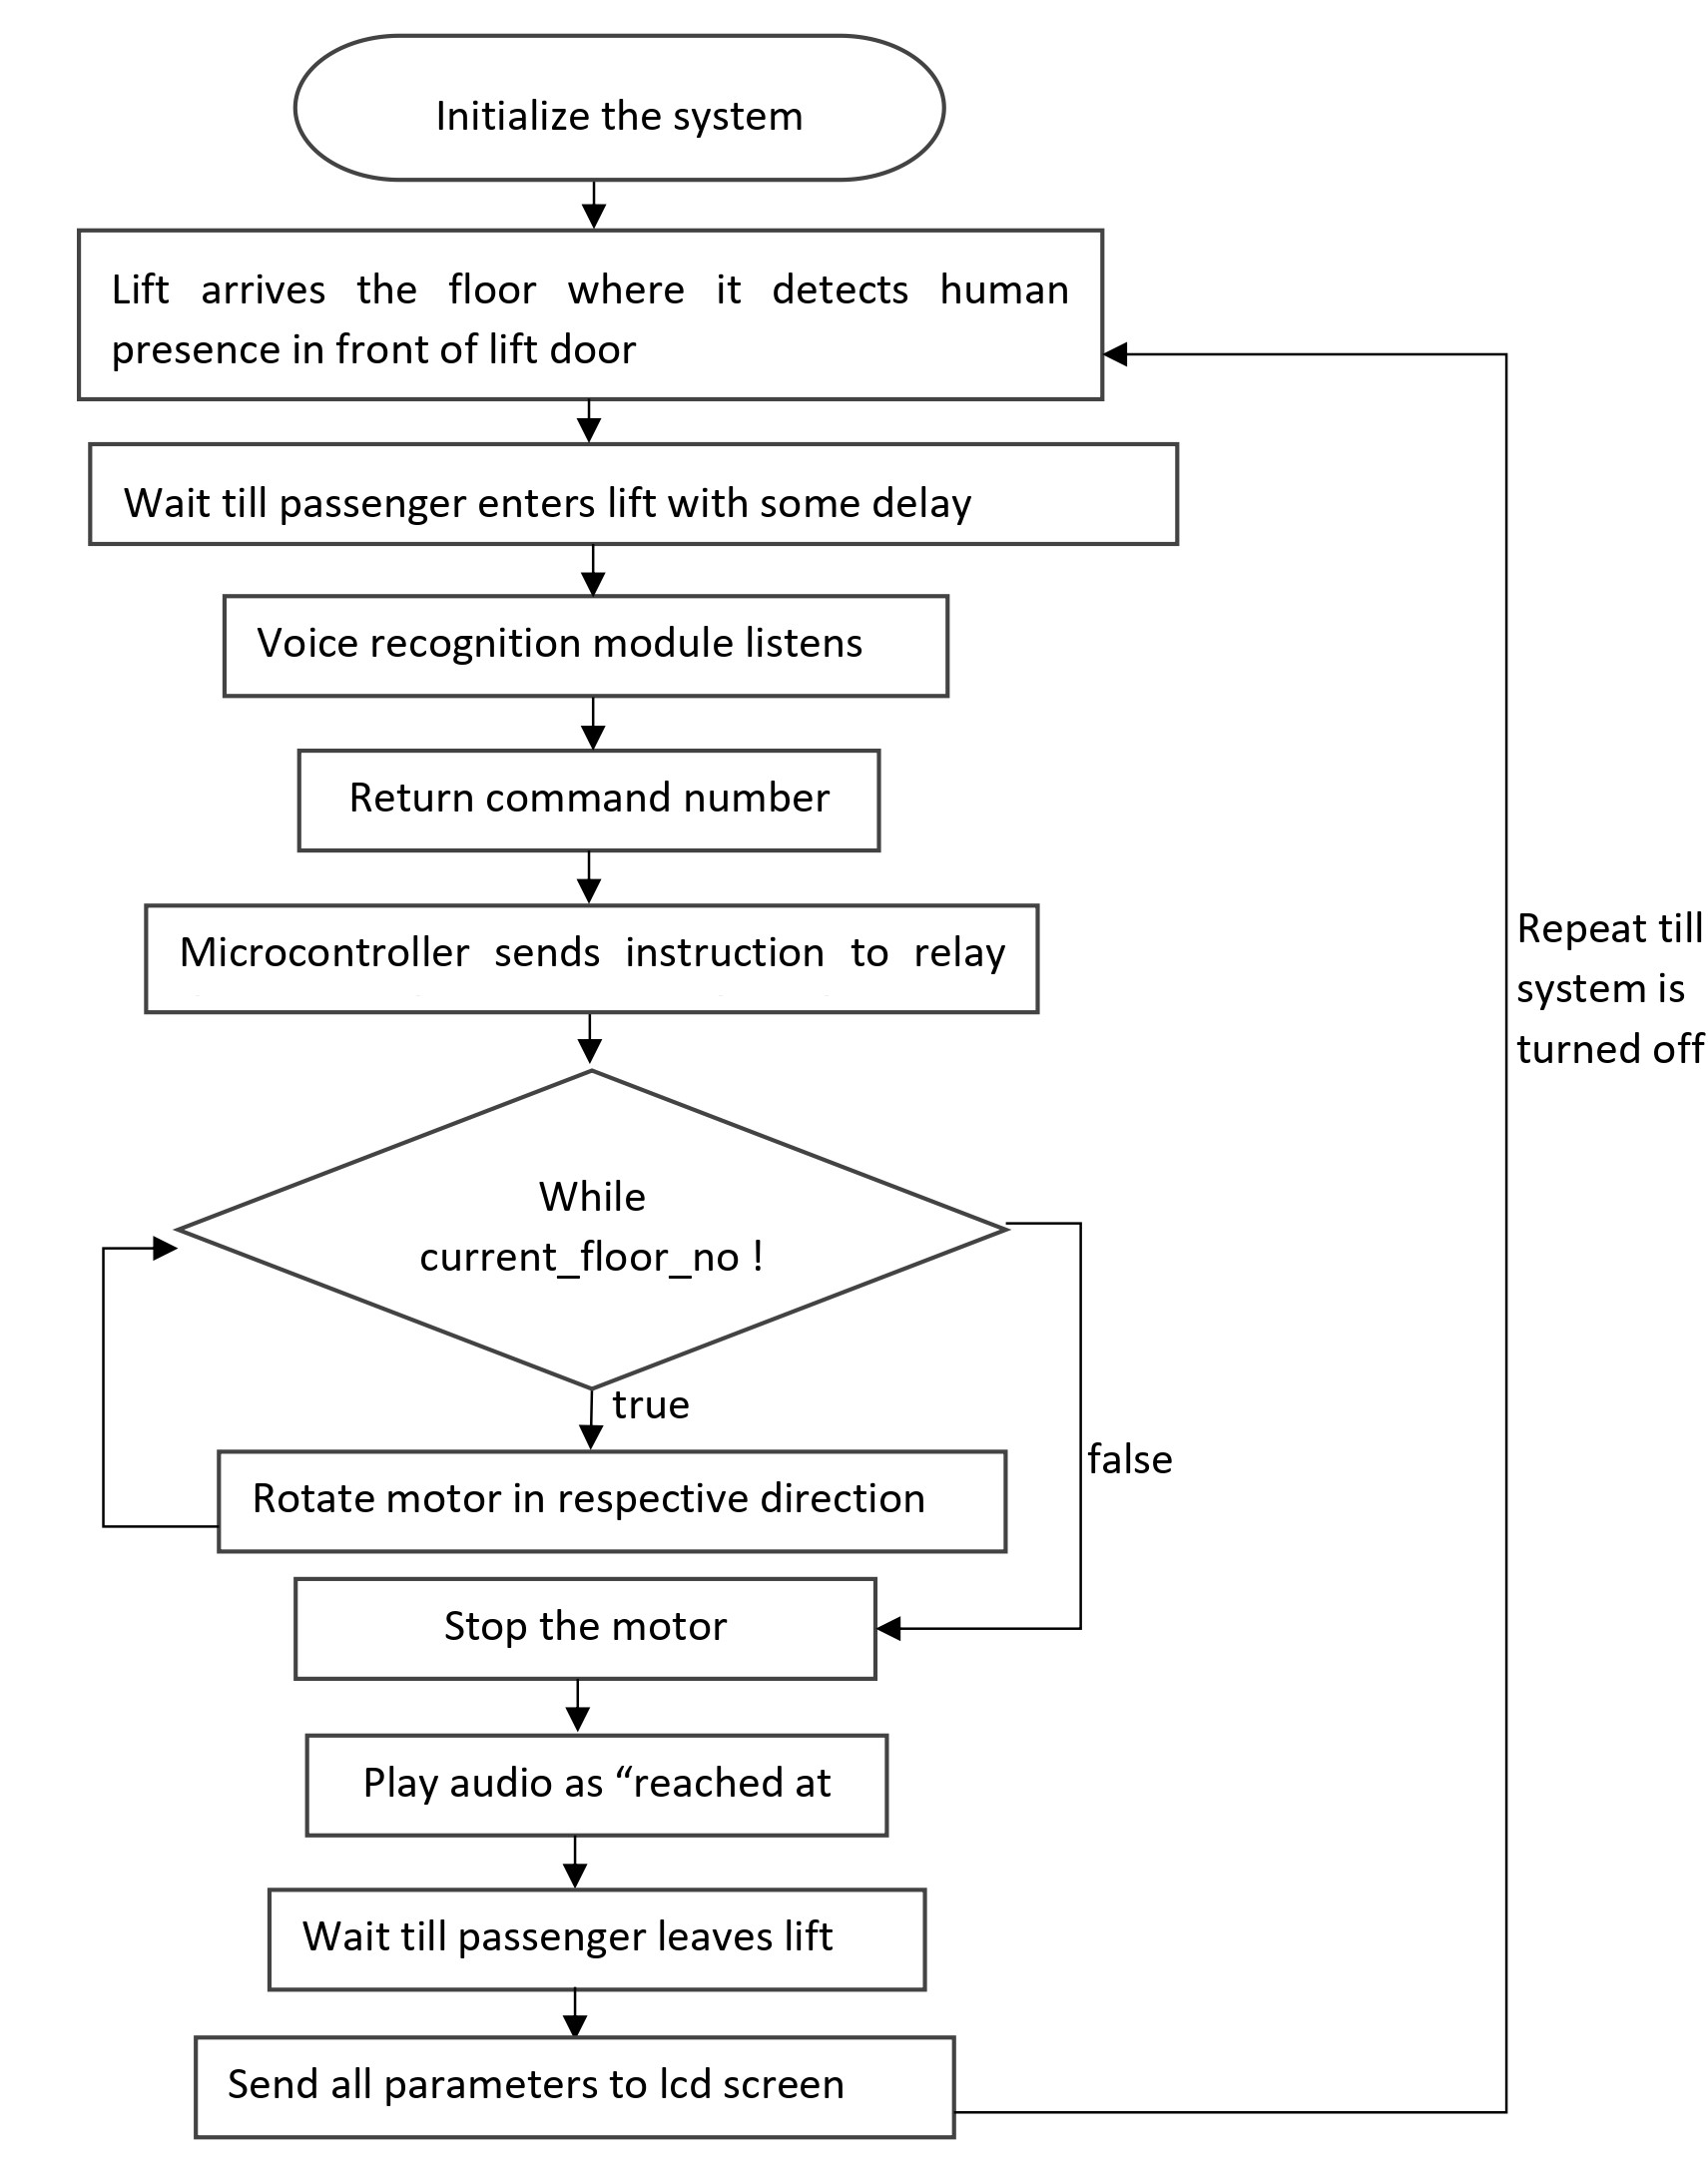 Initialize the system
Lift arrives the floor where it detects human
presence in front of lift door
Wait till passenger enters lift with some delay
Voice recognition module listens
Return command number
Microcontroller sends instruction to relay
While
current_floor_no !
true
false
Rotate motor in respective direction
Stop the motor
Play audio as “reached at
Wait till passenger leaves lift
Send all parameters to lcd screen
Repeat till
system is
turned off